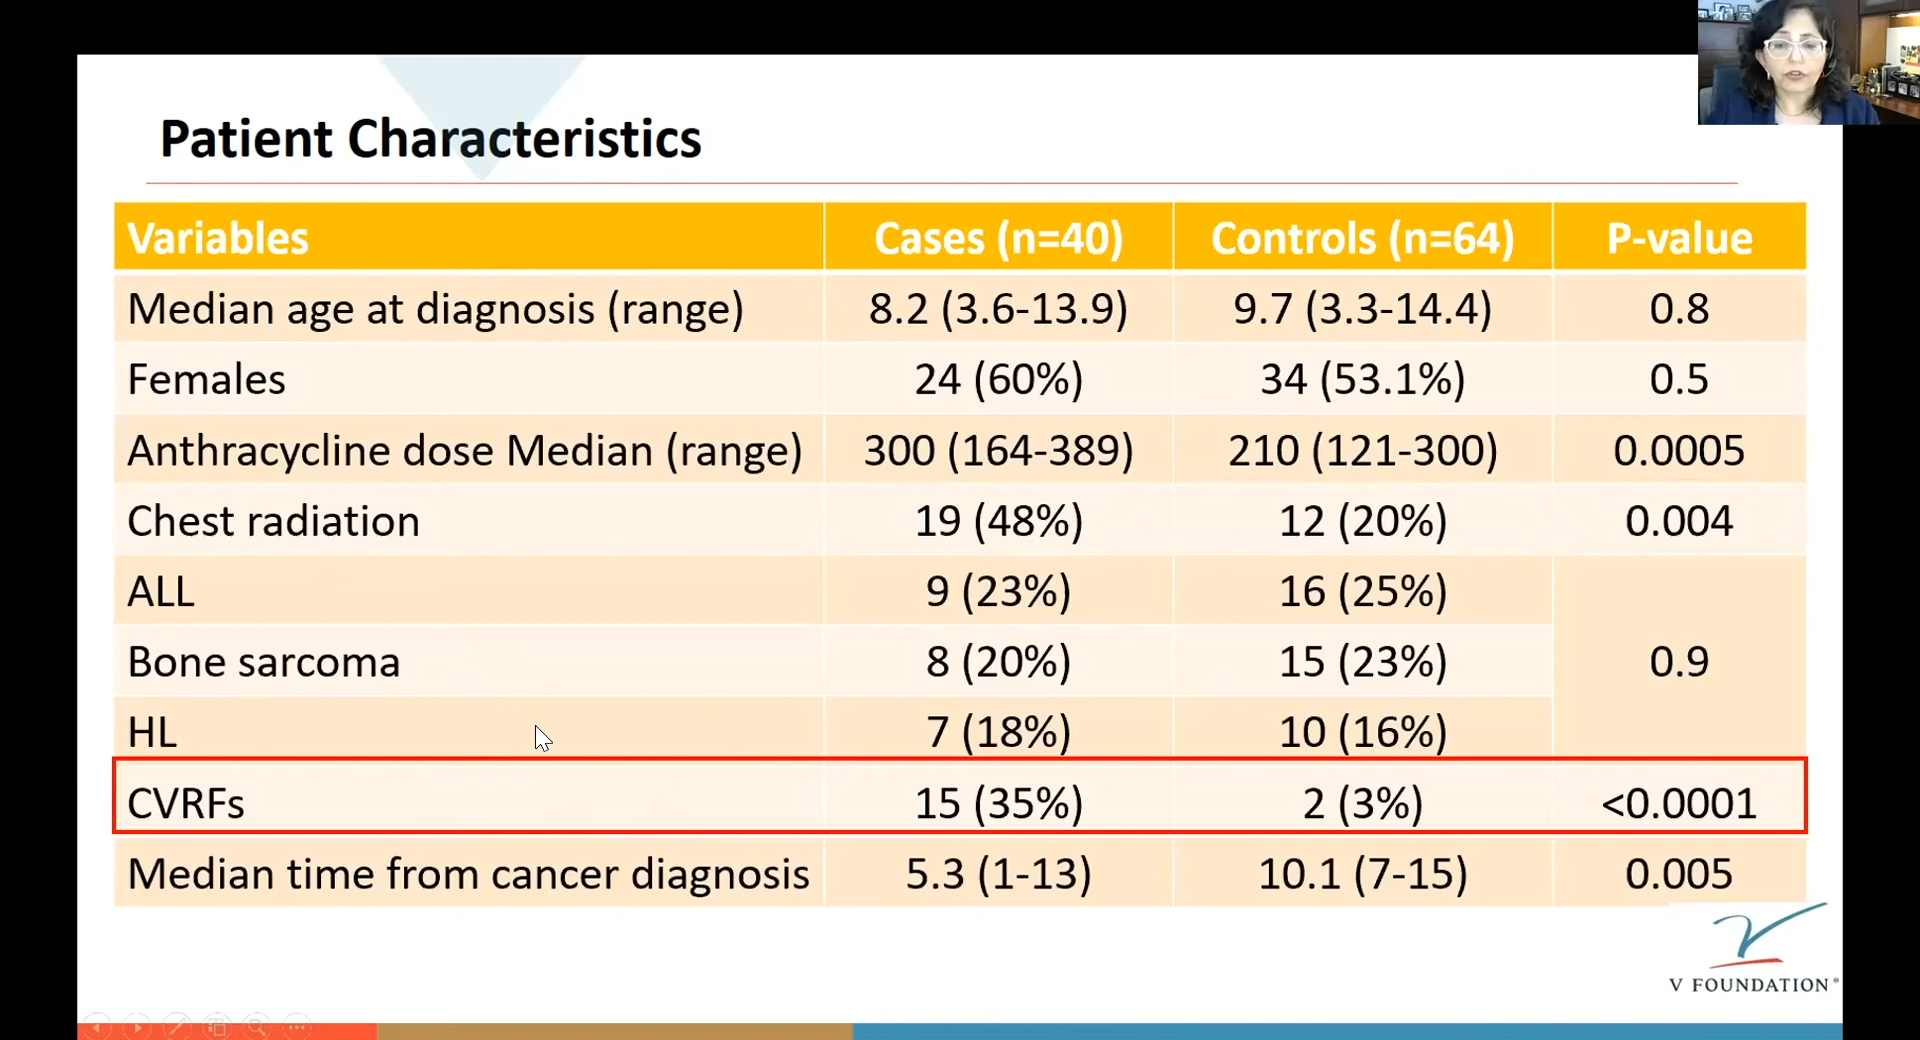 Patient Characteristics
Variables Cases (n=40) Controls (n=64) P-value
Median age at diagnosis (range) 8.2 (3.6-13.9) 9.7 (3.3-14.4) 0.8
Females 24 (60%) 34 (53.1%) 0.5
Anthracycline dose Median (range) 300 (164-389) 210 (121-300) 0.0005
Chest radiation 19 (48%) 12 (20%) 0.004
ALL 9 (23%) 16 (25%)
Bone sarcoma 8 (20%) 15 (23%) 0.9
HL 7 (18%) 10 (16%)
CVRFs 15 (35%) 2 (3%) <0.0001
Median time from cancer diagnosis 5.3 (1-13) 10.1 (7-15) 0.005
V FOUNDATION®